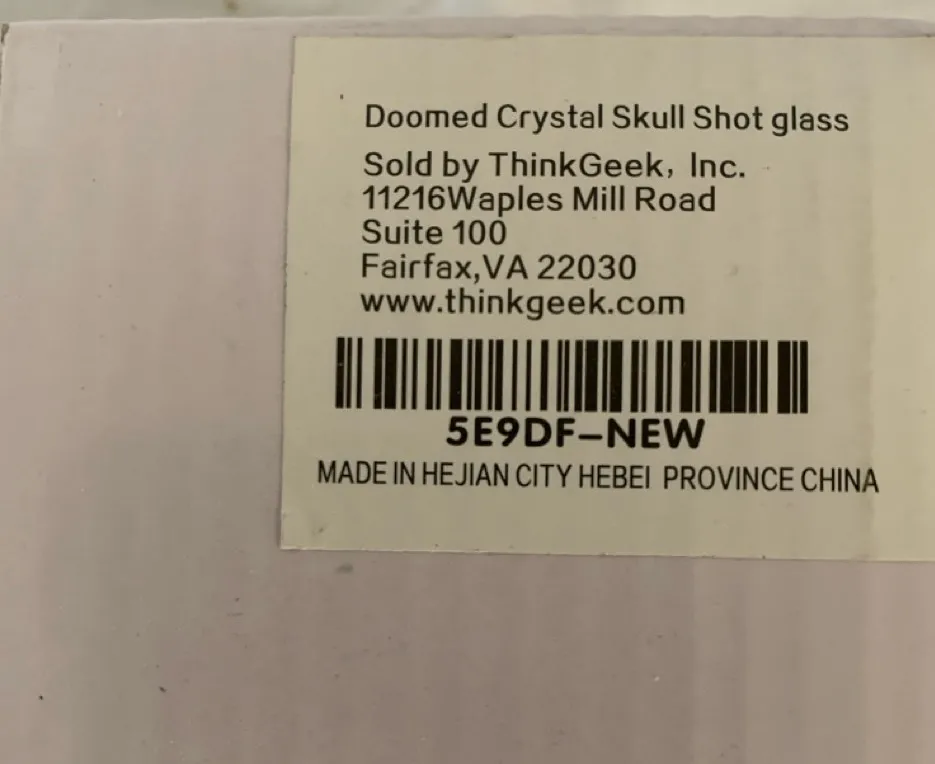 Doomed Crystal Skull Shot glass
Sold by ThinkGeek, Inc.
11216Waples Mill Road
Suite 100
Fairfax,VA 22030
www.thinkgeek.com
5E9DF-NEW
MADE IN HEJIAN CITY HEBEI PROVINCE CHINA